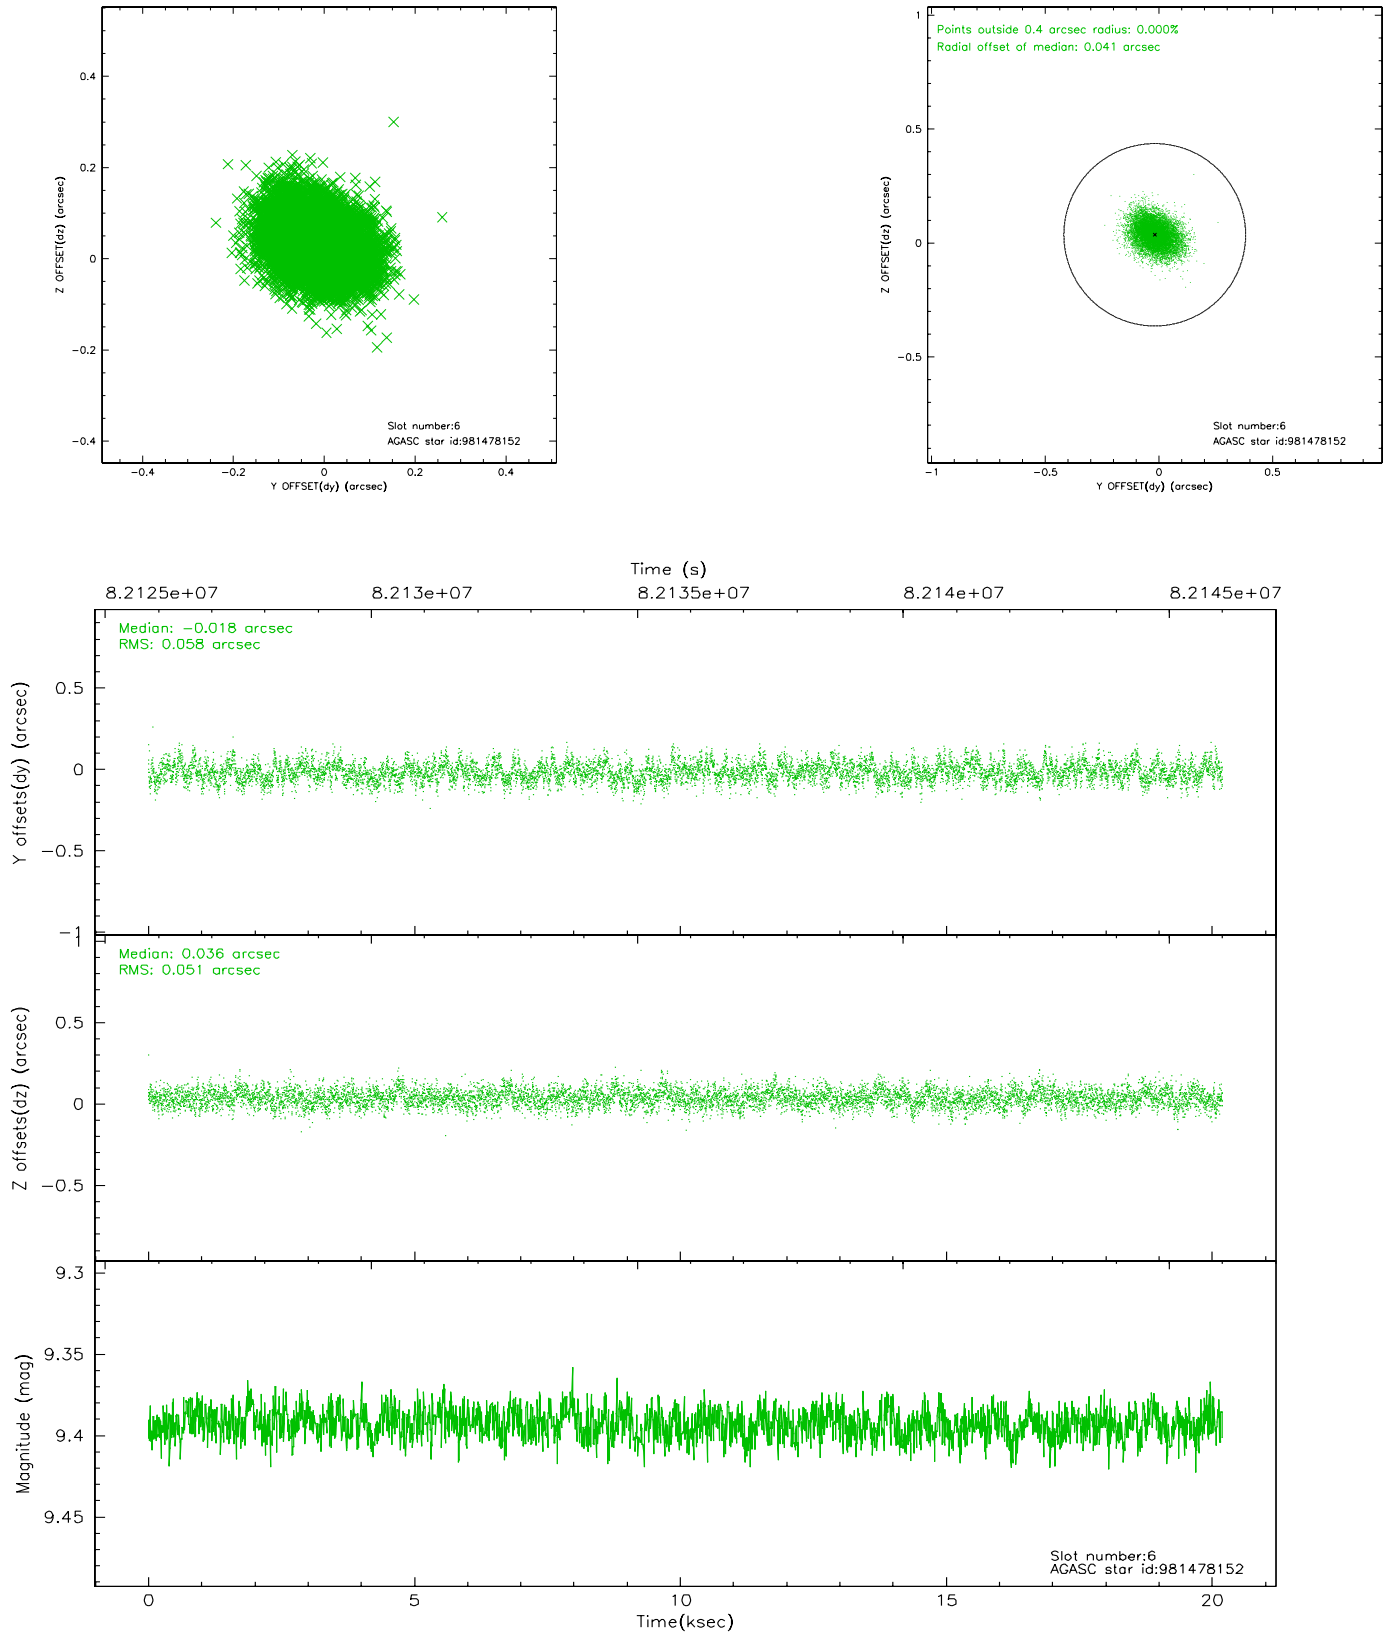 0.4
0.2
0
−0.2
−0.4
Z OFFSET(dz) (arcsec)
Slot number:6
AGASC star id:981478152
−0.4 −0.2 0 0.2 0.4
Y OFFSET(dy) (arcsec)
Points outside 0.4 arcsec radius: 0.000%
Radial offset of median: 0.041 arcsec
1
0.5
0
−0.5
Z OFFSET(dz) (arcsec)
Slot number:6
AGASC star id:981478152
−1 −0.5 0 0.5
Y OFFSET(dy) (arcsec)
Time (s)
8.2125e+07 8.213e+07 8.2135e+07 8.214e+07 8.2145e+07
Median: −0.018 arcsec
RMS: 0.058 arcsec
0.5
0
−0.5
−1
Y offsets(dy) (arcsec)
Median: 0.036 arcsec
RMS: 0.051 arcsec
1
0.5
0
−0.5
Z offsets(dz) (arcsec)
9.3
9.35
9.4
9.45
Magnitude (mag)
Slot number:6
AGASC star id:981478152
0 5 10 15 20
Time(ksec)